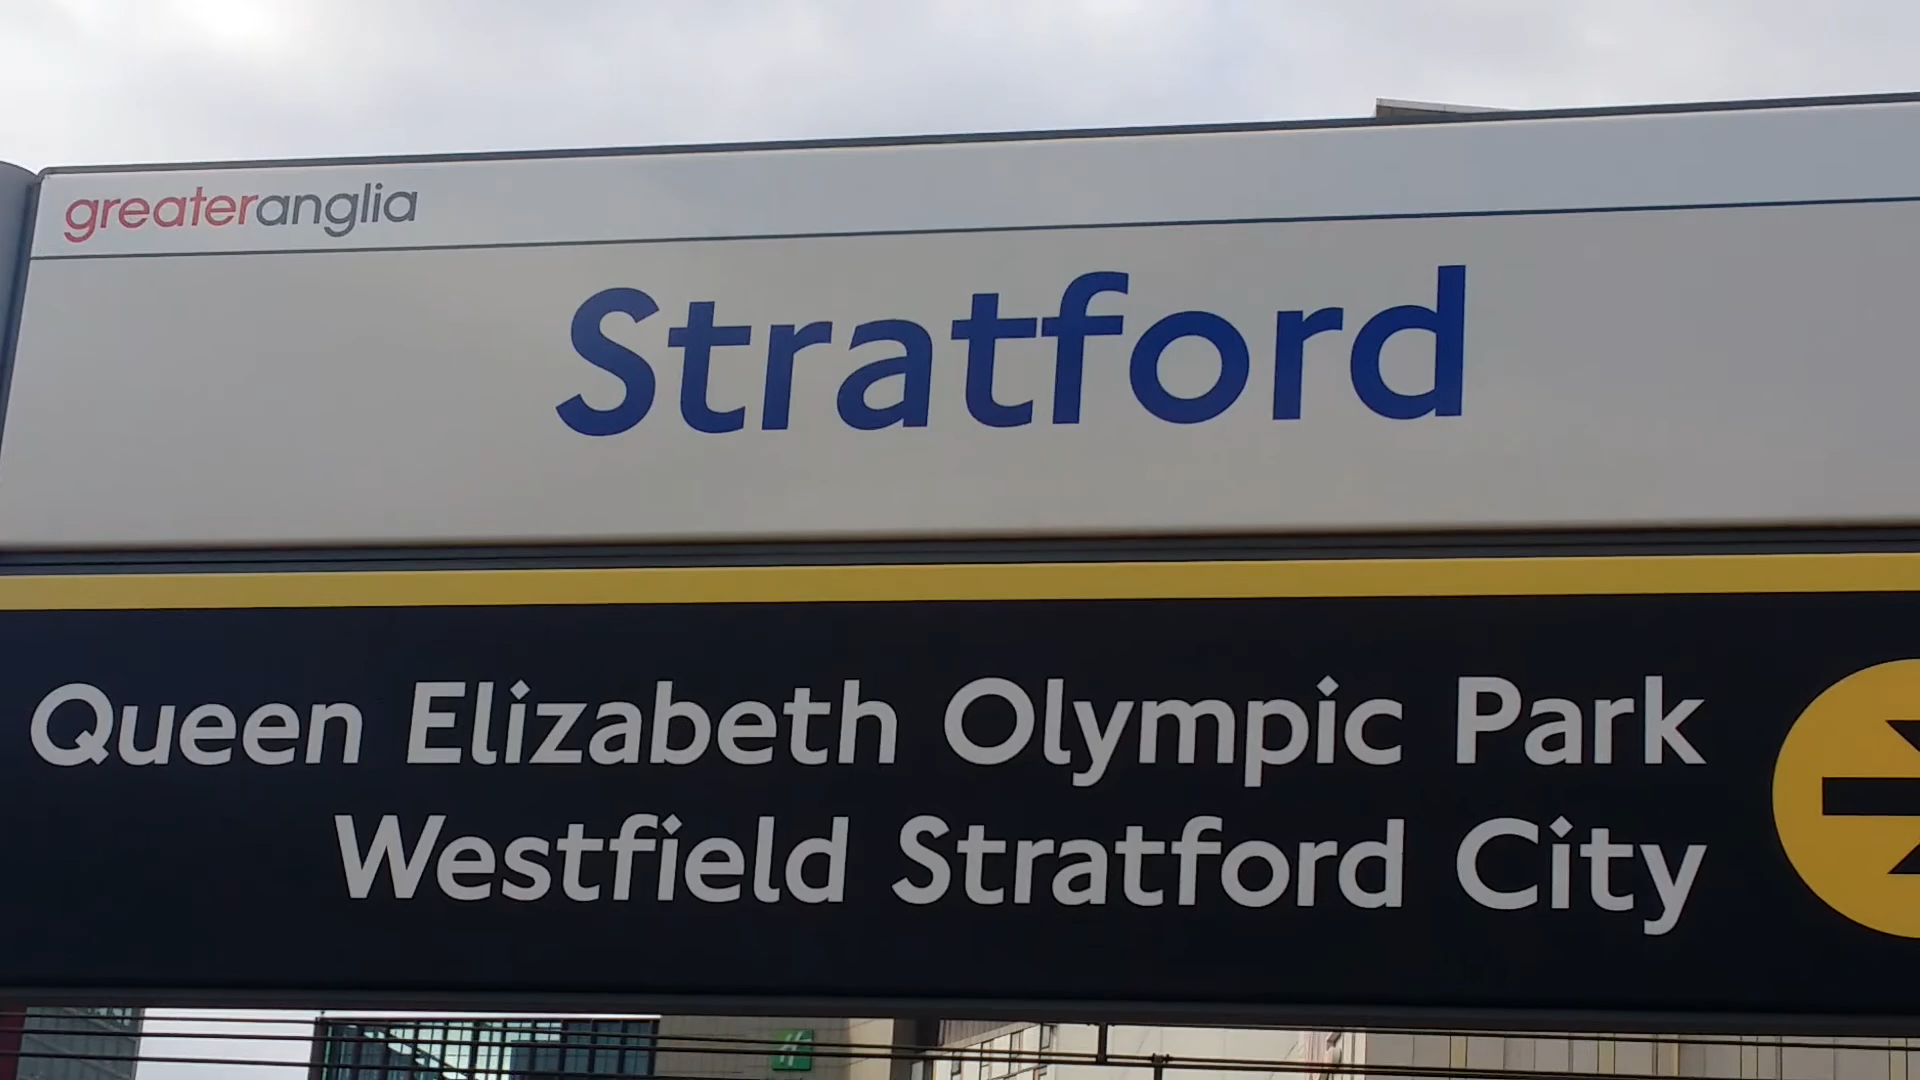 greateranglia
Stratford
Queen Elizabeth Olympic Park
Westfield Stratford City